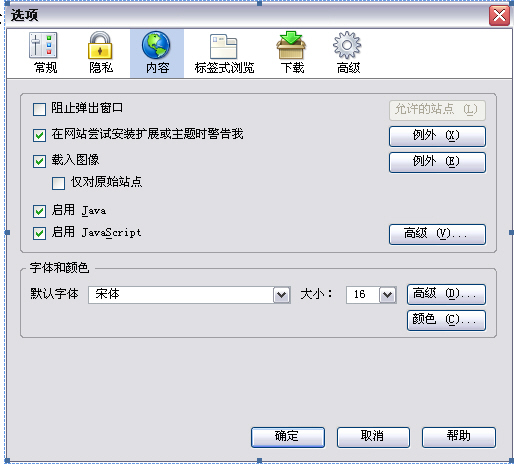 选项
常规 隐私 内容 标签式浏览 下载 高级
阻止弹出窗口 允许的站点 (L)
在网站尝试安装扩展或主题时警告我 例外 (X)
载入图像 例外 (E)
仅对原始站点
启用 Java
启用 JavaScript 高级 (V)...
字体和颜色
默认字体 宋体 大小： 16 高级 (D)...
颜色 (C)...
确定 取消 帮助